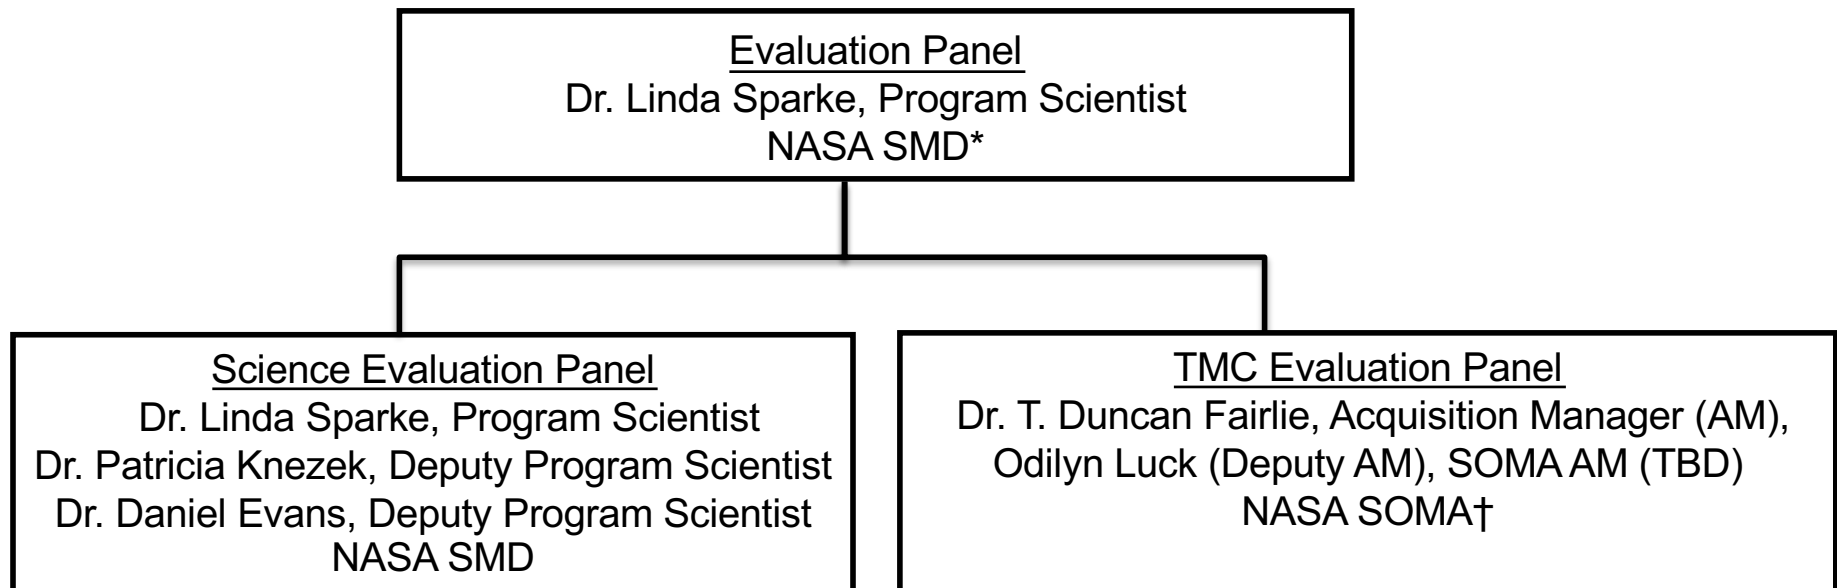 Evaluation Panel
Dr. Linda Sparke, Program Scientist
NASA SMD*
Science Evaluation Panel
Dr. Linda Sparke, Program Scientist
Dr. Patricia Knezek, Deputy Program Scientist
Dr. Daniel Evans, Deputy Program Scientist
NASA SMD
TMC Evaluation Panel
Dr. T. Duncan Fairlie, Acquisition Manager (AM),
Odilyn Luck (Deputy AM), SOMA AM (TBD)
NASA SOMA†